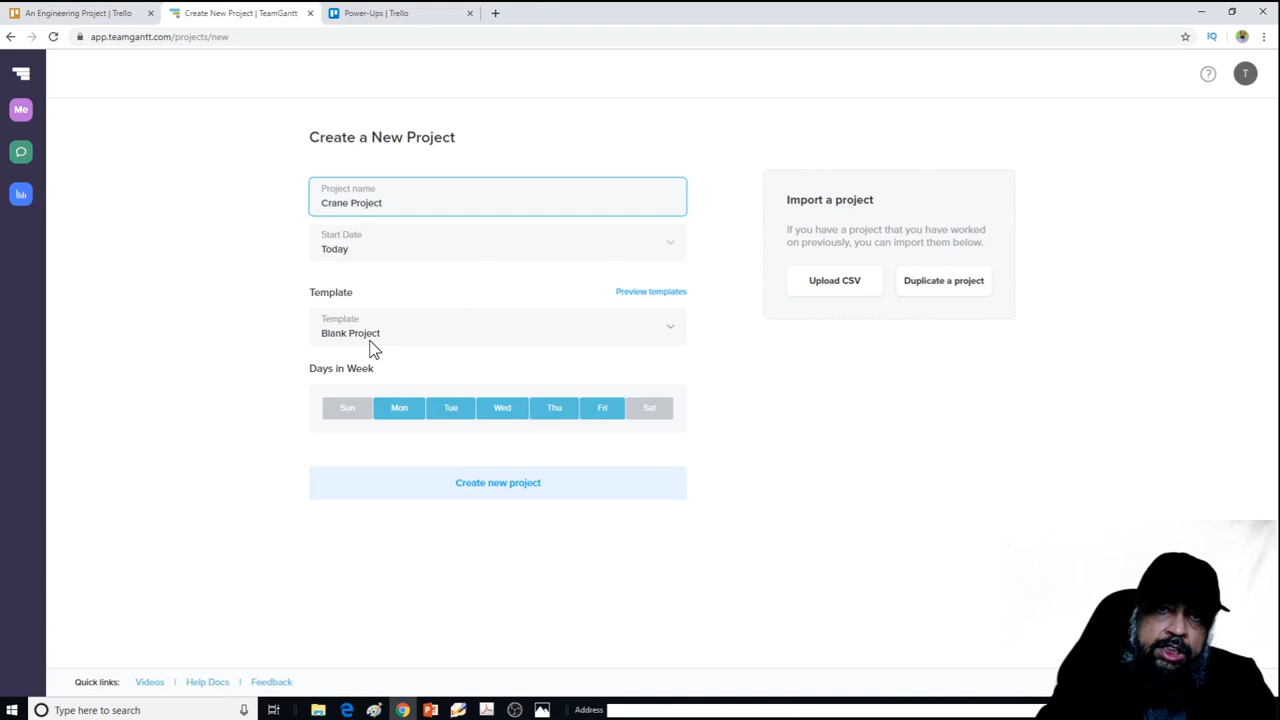 An Engineering Project | Trello
Create New Project | TeamGantt
Power-Ups | Trello
app.teamgantt.com/projects/new
IQ
T
Me
Create a New Project
Project name
Crane Project
Start Date
Today
Template
Preview templates
Template
Blank Project
Days in Week
Sun Mon Tue Wed Thu Fri Sat
Create new project
Import a project
If you have a project that you have worked
on previously, you can import them below.
Upload CSV
Duplicate a project
Quick links: Videos | Help Docs | Feedback
Type here to search
Address